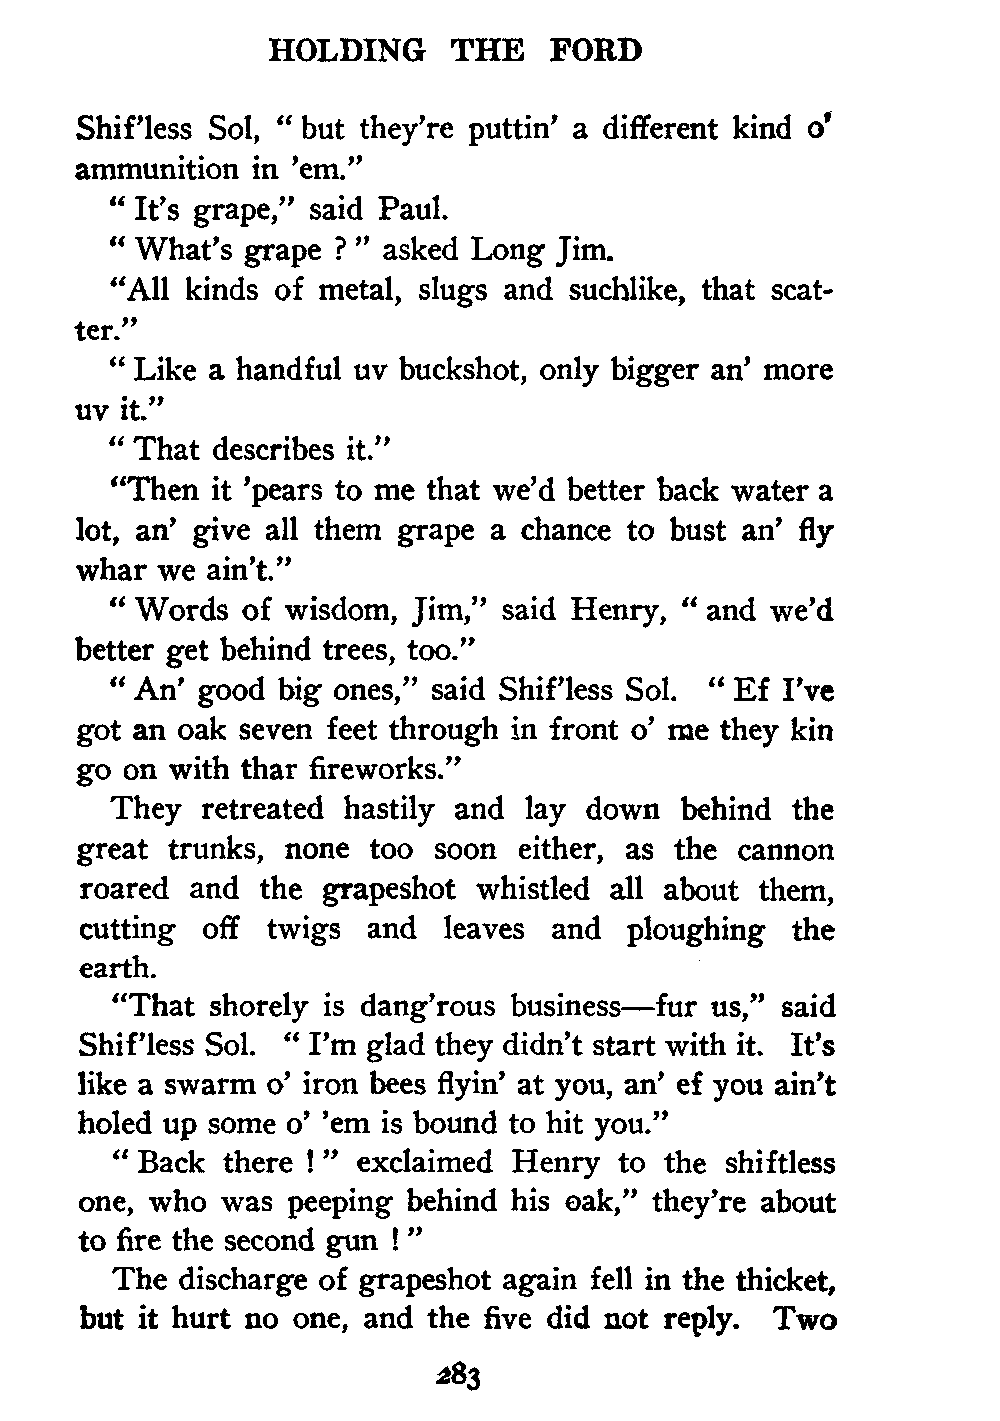 HOLDING THE FORD
Shif'less Sol, “ but they're puttin' a different kind o'
ammunition in 'em.”
“ It's grape,” said Paul.
“ What's grape ? ” asked Long Jim.
“All kinds of metal, slugs and suchlike, that scat-
ter.”
“ Like a handful uv buckshot, only bigger an' more
uv it.”
“ That describes it.”
“Then it 'pears to me that we'd better back water a
lot, an' give all them grape a chance to bust an' fly
whar we ain't.”
“ Words of wisdom, Jim,” said Henry, “ and we'd
better get behind trees, too.”
“ An' good big ones,” said Shif'less Sol. “ Ef I've
got an oak seven feet through in front o' me they kin
go on with thar fireworks.”
They retreated hastily and lay down behind the
great trunks, none too soon either, as the cannon
roared and the grapeshot whistled all about them,
cutting off twigs and leaves and ploughing the
earth.
“That shorely is dang'rous business—fur us,” said
Shif'less Sol. “ I'm glad they didn't start with it. It's
like a swarm o' iron bees flyin' at you, an' ef you ain't
holed up some o' 'em is bound to hit you.”
“ Back there ! ” exclaimed Henry to the shiftless
one, who was peeping behind his oak,” they're about
to fire the second gun ! ”
The discharge of grapeshot again fell in the thicket,
but it hurt no one, and the five did not reply. Two
283